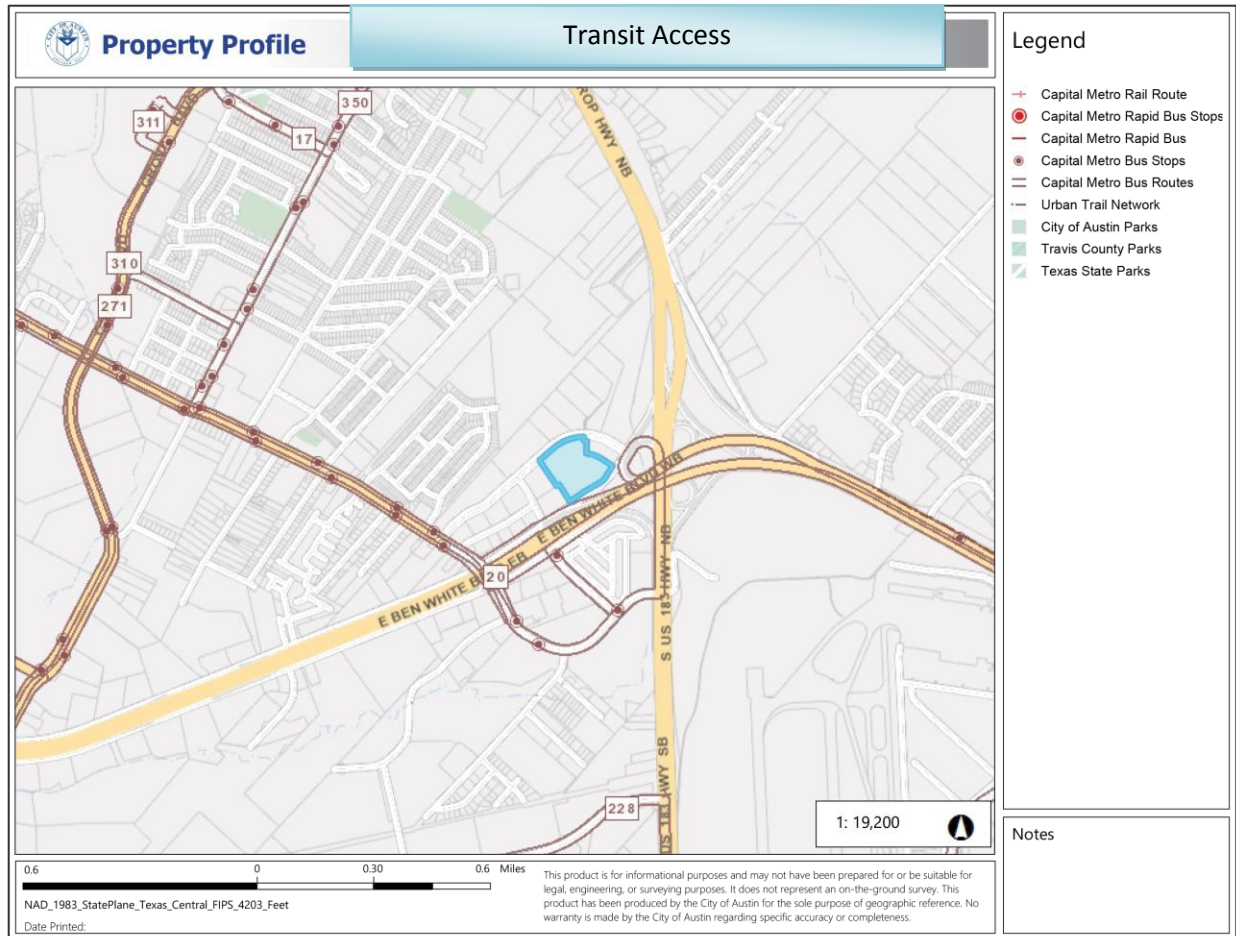 CITY OF AUSTIN
Property Profile
Transit Access
Legend
Capital Metro Rail Route
Capital Metro Rapid Bus Stops
Capital Metro Rapid Bus
Capital Metro Bus Stops
Capital Metro Bus Routes
Urban Trail Network
City of Austin Parks
Travis County Parks
Texas State Parks
350
311
17
ROP HWY NB
310
271
E BEN WHITE BLVD WB
20
E BEN WHITE
EB
S US 183 HWY NB
US 183 HWY SB
228
1: 19,200
Notes
0.6
0
0.30
0.6 Miles
NAD_1983_StatePlane_Texas_Central_FIPS_4203_Feet
Date Printed:
This product is for informational purposes and may not have been prepared for or be suitable for
legal, engineering, or surveying purposes. It does not represent an on-the-ground survey. This
product has been produced by the City of Austin for the sole purpose of geographic reference. No
warranty is made by the City of Austin regarding specific accuracy or completeness.